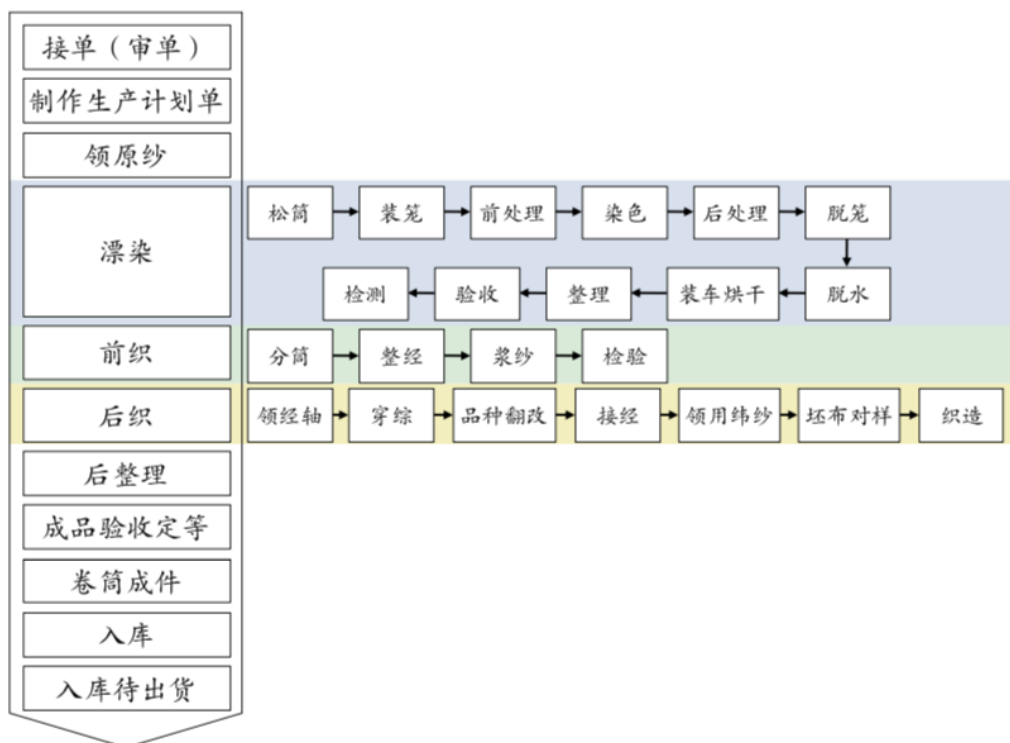 接单（审单）
制作生产计划单
领原纱
漂染
松筒 装笼 前处理 染色 后处理 脱笼
检测 验收 整理 装车烘干 脱水
前织
分筒 整经 浆纱 检验
后织
领经轴 穿综 品种翻改 接经 领用纬纱 坯布对样 织造
后整理
成品验收定等
卷筒成件
入库
入库待出货